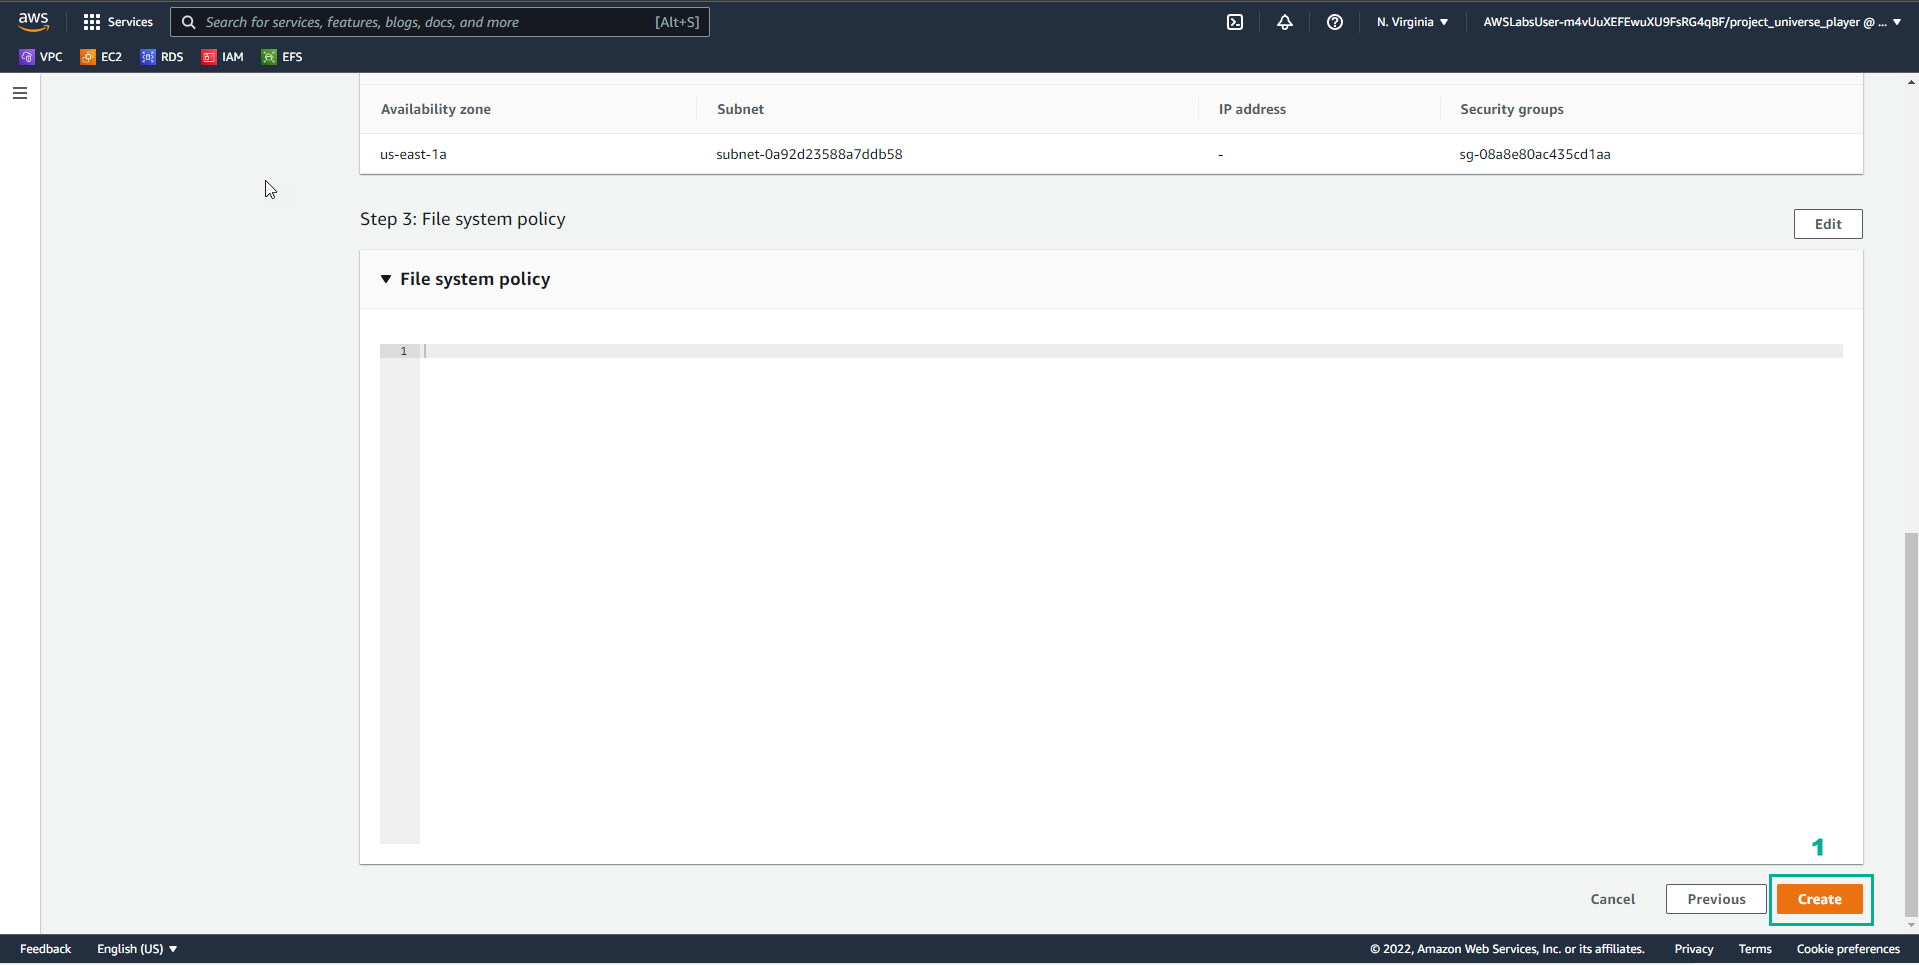 aws Services Search for services, features, blogs, docs, and more [Alt+S] N. Virginia AWSLabsUser-m4vUuXEFEwuXU9FsRG4qBF/project_universe_player @ ...
VPC EC2 RDS IAM EFS
Availability zone Subnet IP address Security groups
us-east-1a subnet-0a92d23588a7ddb58 - sg-08a8e80ac435cd1aa
Step 3: File system policy Edit
File system policy
1
1
Cancel Previous Create
Feedback English (US) © 2022, Amazon Web Services, Inc. or its affiliates. Privacy Terms Cookie preferences